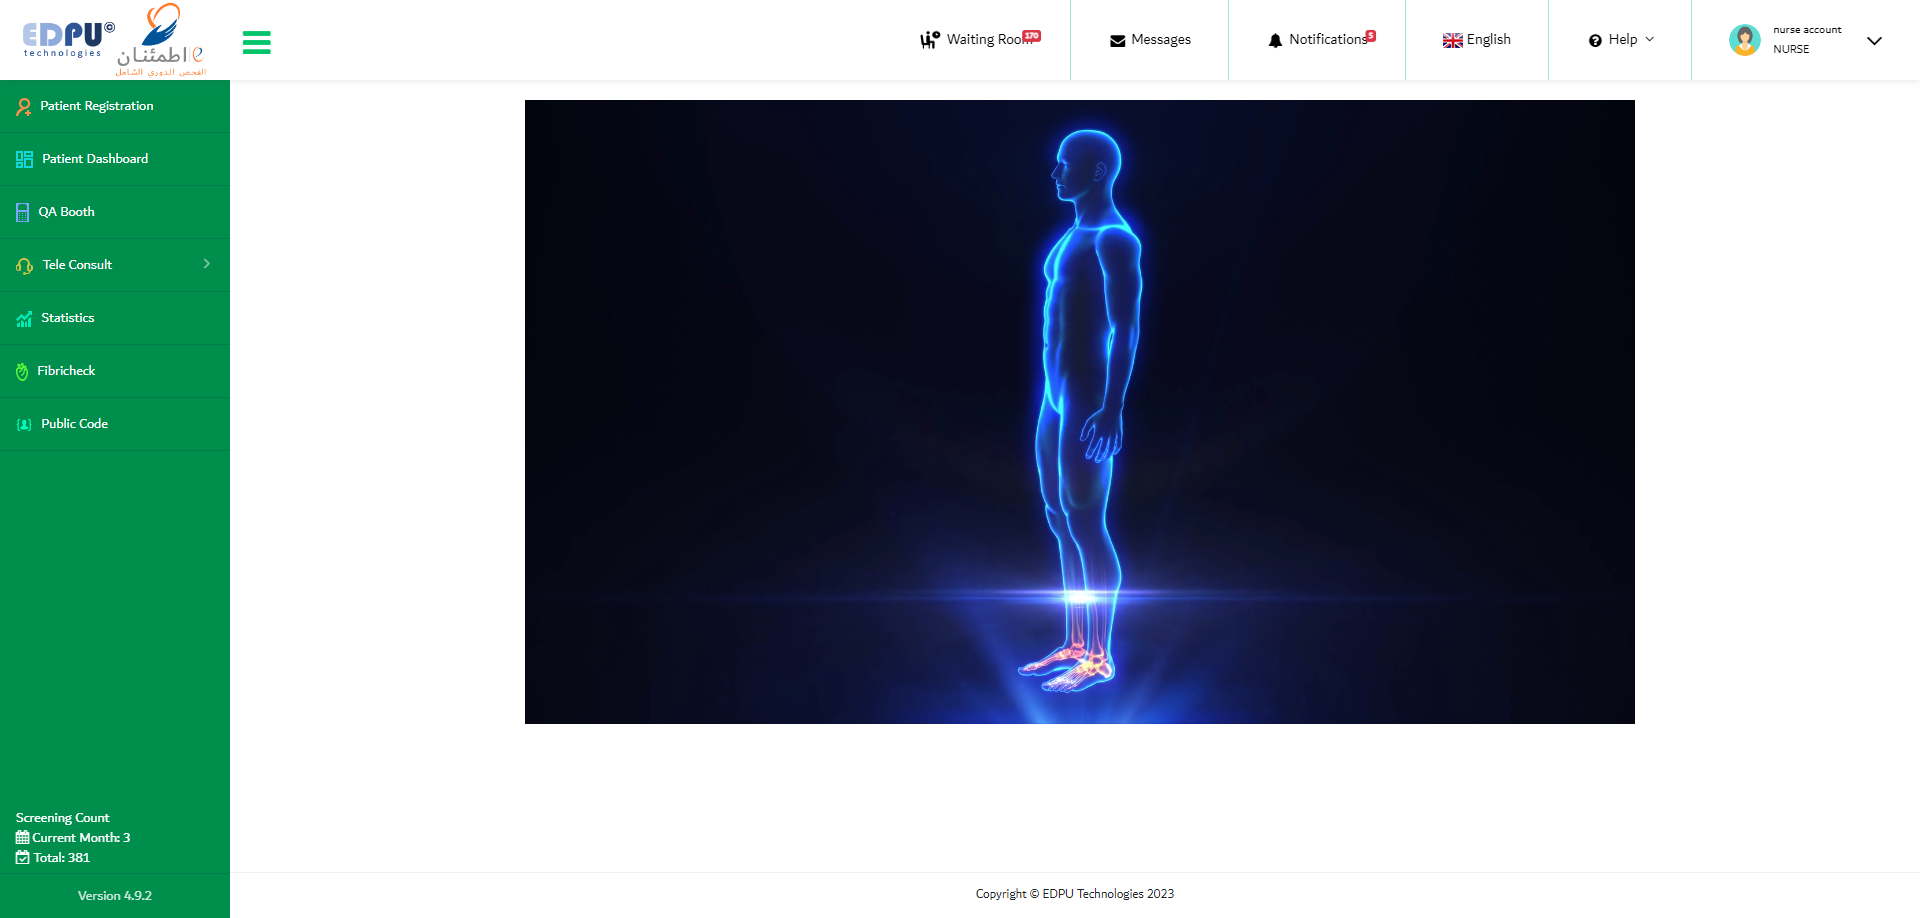 EDPU©
technologies
اطمئنان|e
الفحص الدوري الشامل
Waiting Room
170
Messages
Notifications
5
English
Help
nurse account
NURSE
Patient Registration
Patient Dashboard
QA Booth
Tele Consult
Statistics
Fibricheck
Public Code
Screening Count
Current Month: 3
Total: 381
Version 4.9.2
Copyright © EDPU Technologies 2023